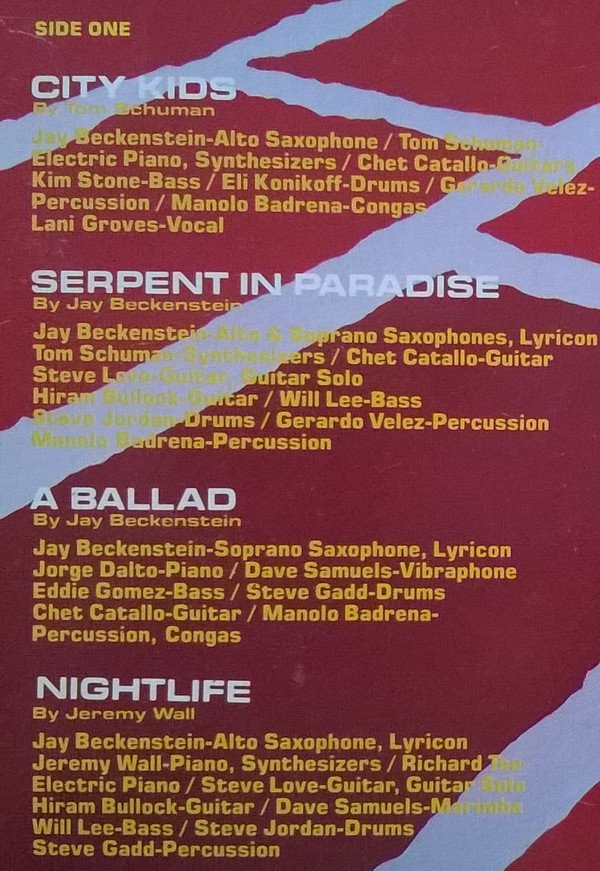 SIDE ONE
CITY KIDS
By Tom Schuman
Jay Beckenstein-Alto Saxophone / Tom Schuman-
Electric Piano, Synthesizers / Chet Catallo-Guitars
Kim Stone-Bass / Eli Konikoff-Drums / Gerardo Velez-
Percussion / Manolo Badrena-Congas
Lani Groves-Vocal
SERPENT IN PARADISE
By Jay Beckenstein
Jay Beckenstein-Alto & Soprano Saxophones, Lyricon
Tom Schuman-Synthesizers / Chet Catallo-Guitar
Steve Love-Guitar, Guitar Solo
Hiram Bullock-Guitar / Will Lee-Bass
Steve Jordan-Drums / Gerardo Velez-Percussion
Manolo Badrena-Percussion
A BALLAD
By Jay Beckenstein
Jay Beckenstein-Soprano Saxophone, Lyricon
Jorge Dalto-Piano / Dave Samuels-Vibraphone
Eddie Gomez-Bass / Steve Gadd-Drums
Chet Catallo-Guitar / Manolo Badrena-
Percussion, Congas
NIGHTLIFE
By Jeremy Wall
Jay Beckenstein-Alto Saxophone, Lyricon
Jeremy Wall-Piano, Synthesizers / Richard Tee-
Electric Piano / Steve Love-Guitar, Guitar Solo
Hiram Bullock-Guitar / Dave Samuels-Marimba
Will Lee-Bass / Steve Jordan-Drums
Steve Gadd-Percussion